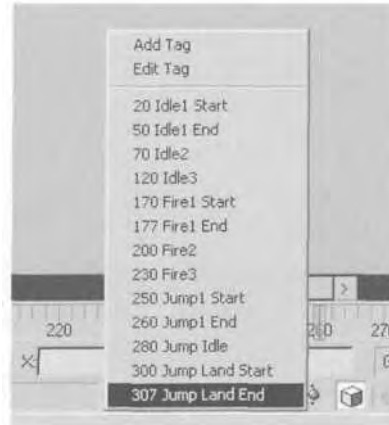 Add Tag
Edit Tag
20 Idle1 Start
50 Idle1 End
70 Idle2
120 Idle3
170 Fire1 Start
177 Fire1 End
200 Fire2
230 Fire3
250 Jump1 Start
260 Jump1 End
280 Jump Idle
300 Jump Land Start
307 Jump Land End
220 260 270
X: